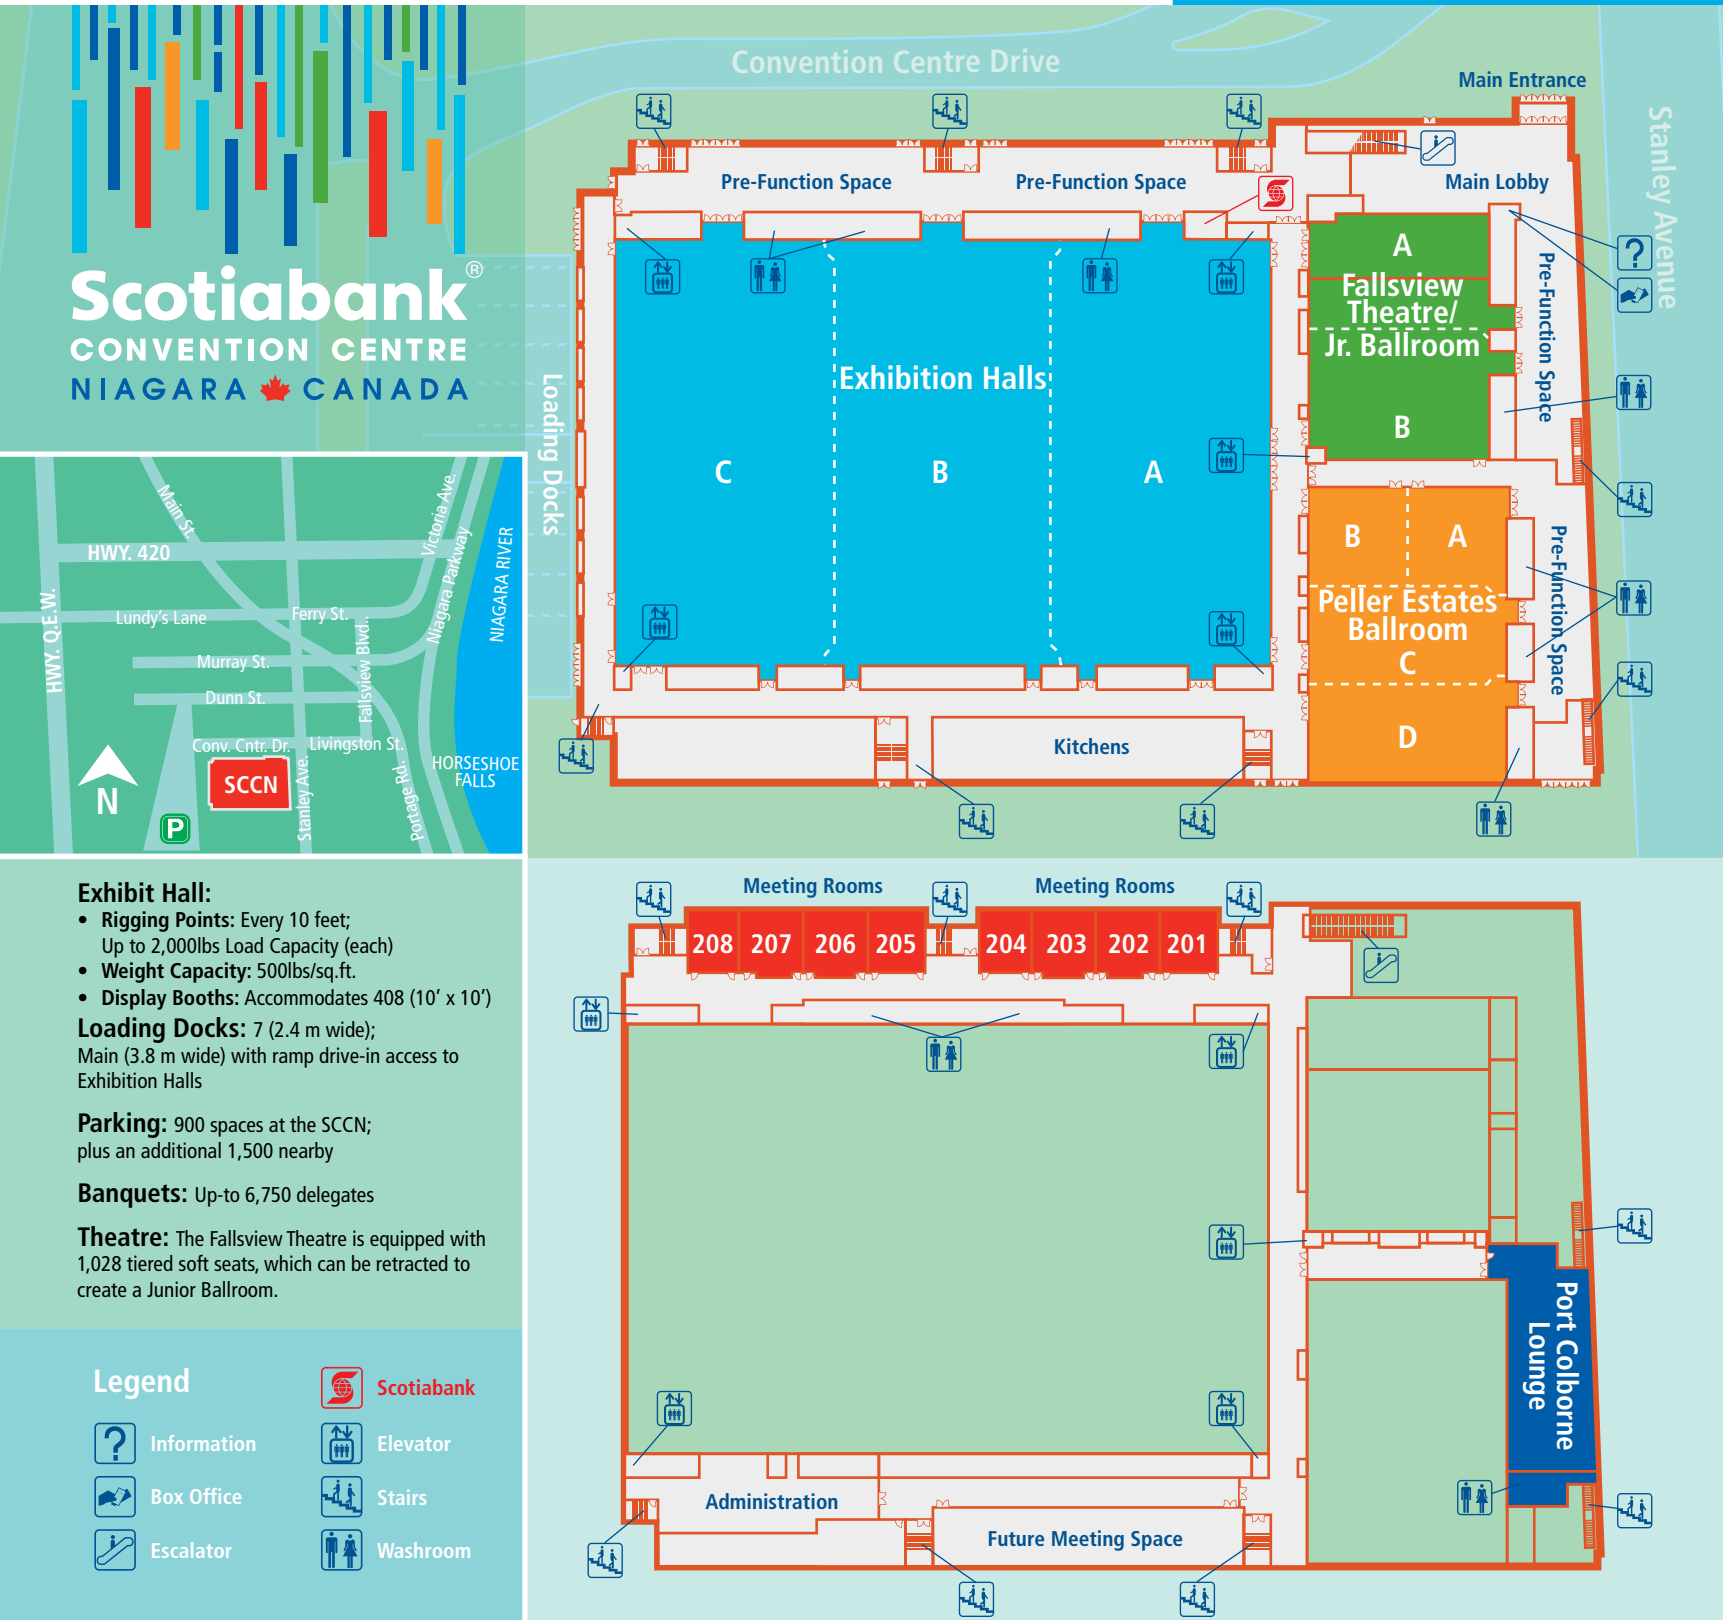 Scotiabank®
CONVENTION CENTRE
NIAGARA CANADA
Convention Centre Drive
Main Entrance
Stanley Avenue
Pre-Function Space
Pre-Function Space
Main Lobby
A
Fallsview
Theatre/
Jr. Ballroom
B
Pre-Function Space
?
Loading Docks
Exhibition Halls
C
B
A
B
A
Peller Estates
Ballroom
C
D
Pre-Function Space
Kitchens
Main St.
HWY. 420
Victoria Ave.
Niagara Parkway
NIAGARA RIVER
HWY. Q.E.W.
Lundy's Lane
Ferry St.
Murray St.
Fallsview Blvd..
Dunn St.
Conv. Cntr. Dr.
Livingston St.
SCCN
Stanley Ave.
Portage Rd.
HORSESHOE
FALLS
N
P
Exhibit Hall:
• Rigging Points: Every 10 feet;
Up to 2,000lbs Load Capacity (each)
• Weight Capacity: 500lbs/sq.ft.
• Display Booths: Accommodates 408 (10' x 10')
Loading Docks: 7 (2.4 m wide);
Main (3.8 m wide) with ramp drive-in access to
Exhibition Halls
Parking: 900 spaces at the SCCN;
plus an additional 1,500 nearby
Banquets: Up-to 6,750 delegates
Theatre: The Fallsview Theatre is equipped with
1,028 tiered soft seats, which can be retracted to
create a Junior Ballroom.
Legend
Scotiabank
? Information
Elevator
Box Office
Stairs
Escalator
Washroom
Meeting Rooms
Meeting Rooms
208 207 206 205
204 203 202 201
Port Colborne
Lounge
Administration
Future Meeting Space